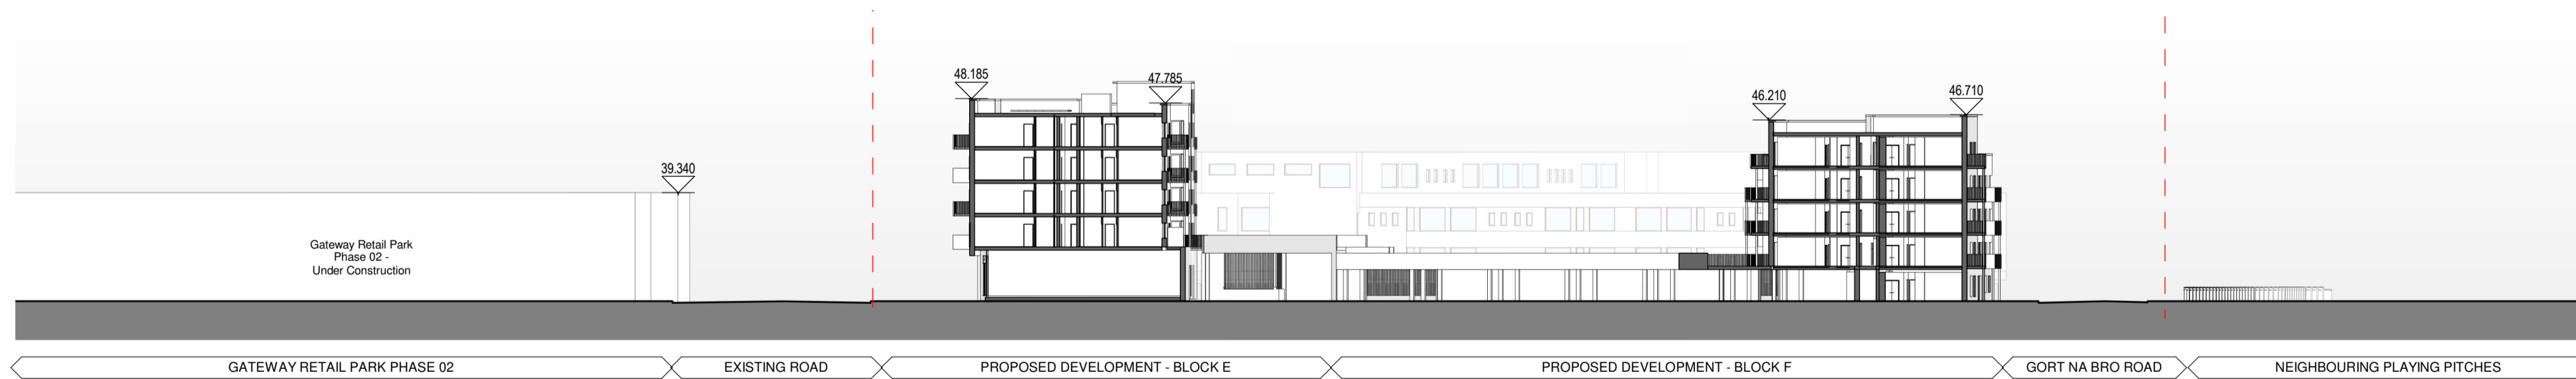 48.185
47.785
46.210
46.710
39.340
Gateway Retail Park
Phase 02 -
Under Construction
GATEWAY RETAIL PARK PHASE 02
EXISTING ROAD
PROPOSED DEVELOPMENT - BLOCK E
PROPOSED DEVELOPMENT - BLOCK F
GORT NA BRO ROAD
NEIGHBOURING PLAYING PITCHES